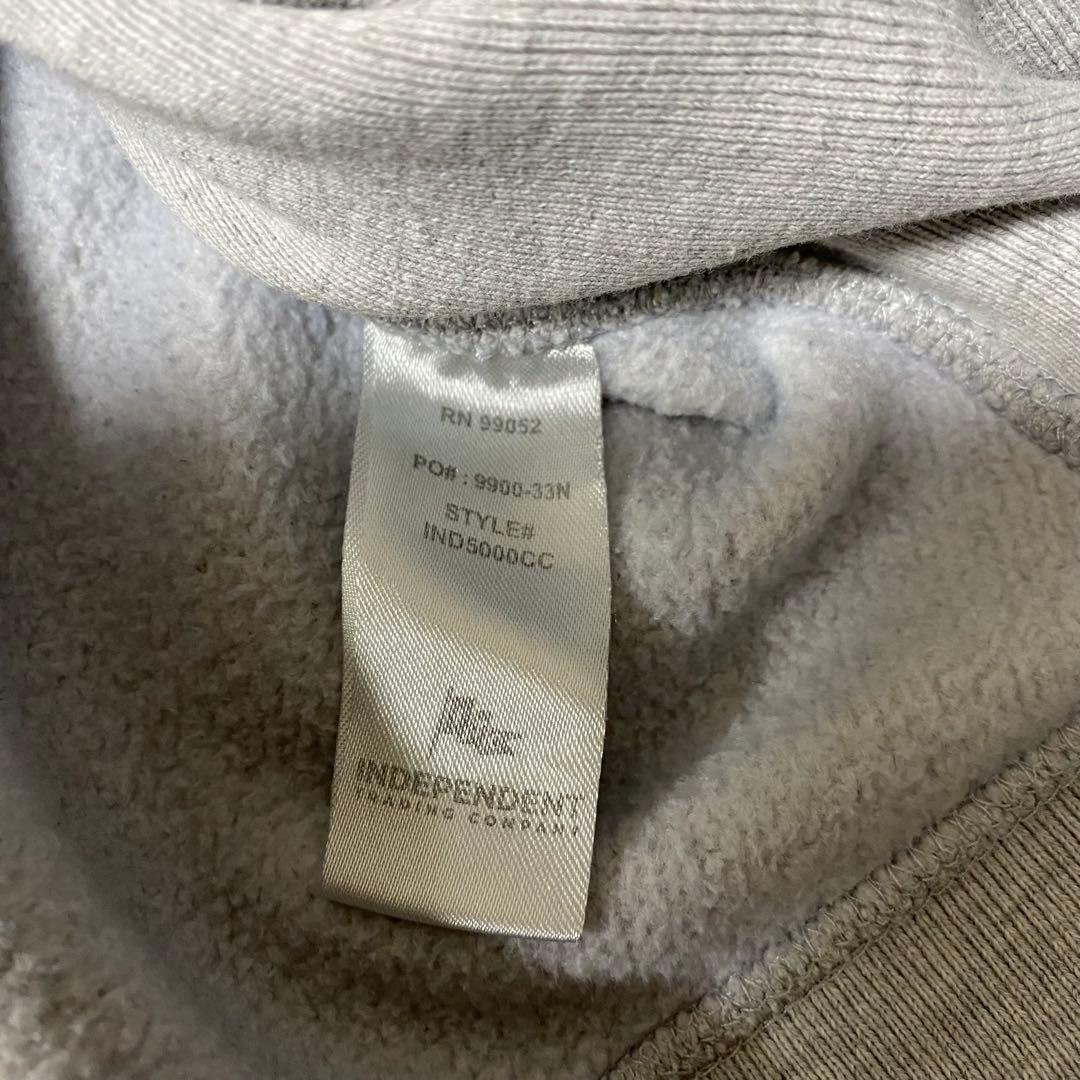 RN 99052
PO# : 9900-33N
STYLE#
IND5000CC
INDEPENDENT
TRADING COMPANY